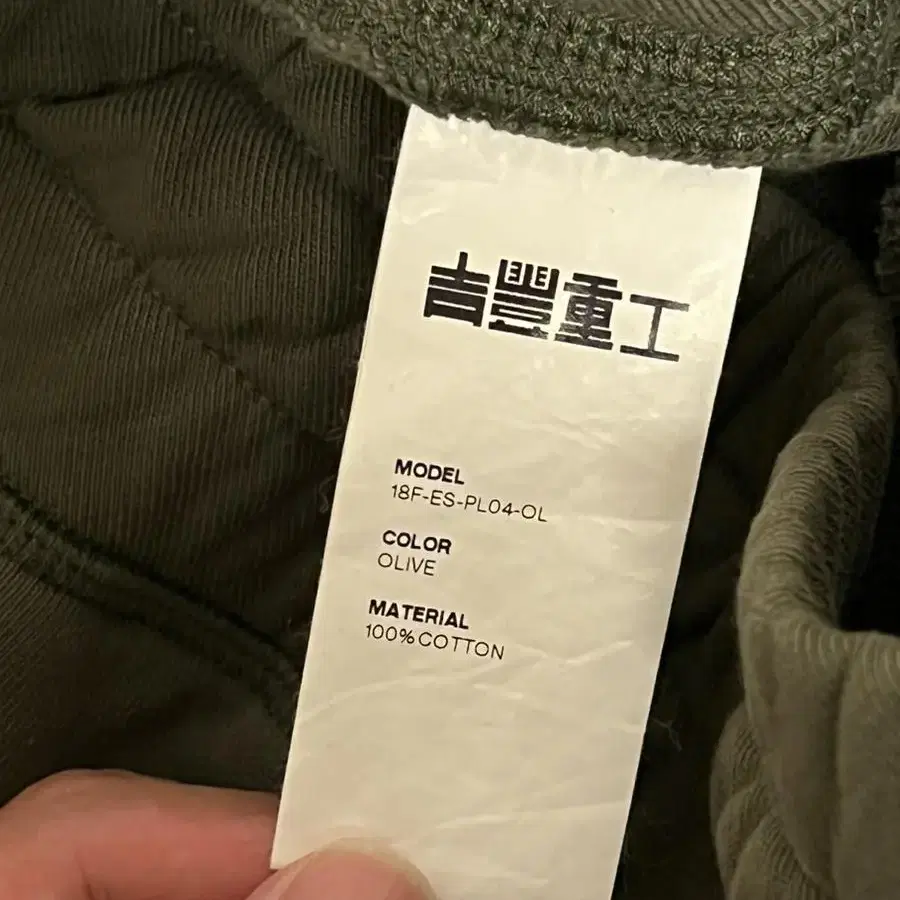 吉豐重工
MODEL
18F-ES-PL04-OL
COLOR
OLIVE
MATERIAL
100%COTTON